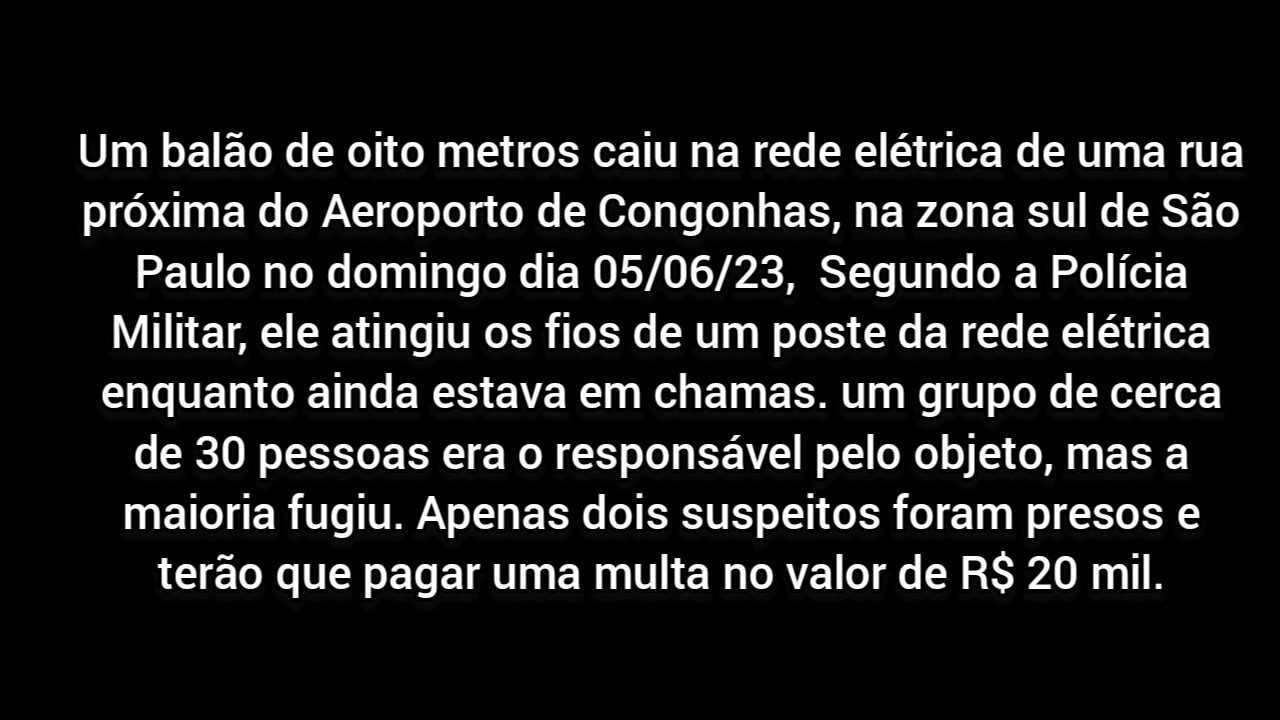 Um balão de oito metros caiu na rede elétrica de uma rua
próxima do Aeroporto de Congonhas, na zona sul de São
Paulo no domingo dia 05/06/23,  Segundo a Polícia
Militar, ele atingiu os fios de um poste da rede elétrica
enquanto ainda estava em chamas. um grupo de cerca
de 30 pessoas era o responsável pelo objeto, mas a
maioria fugiu. Apenas dois suspeitos foram presos e
terão que pagar uma multa no valor de R$ 20 mil.